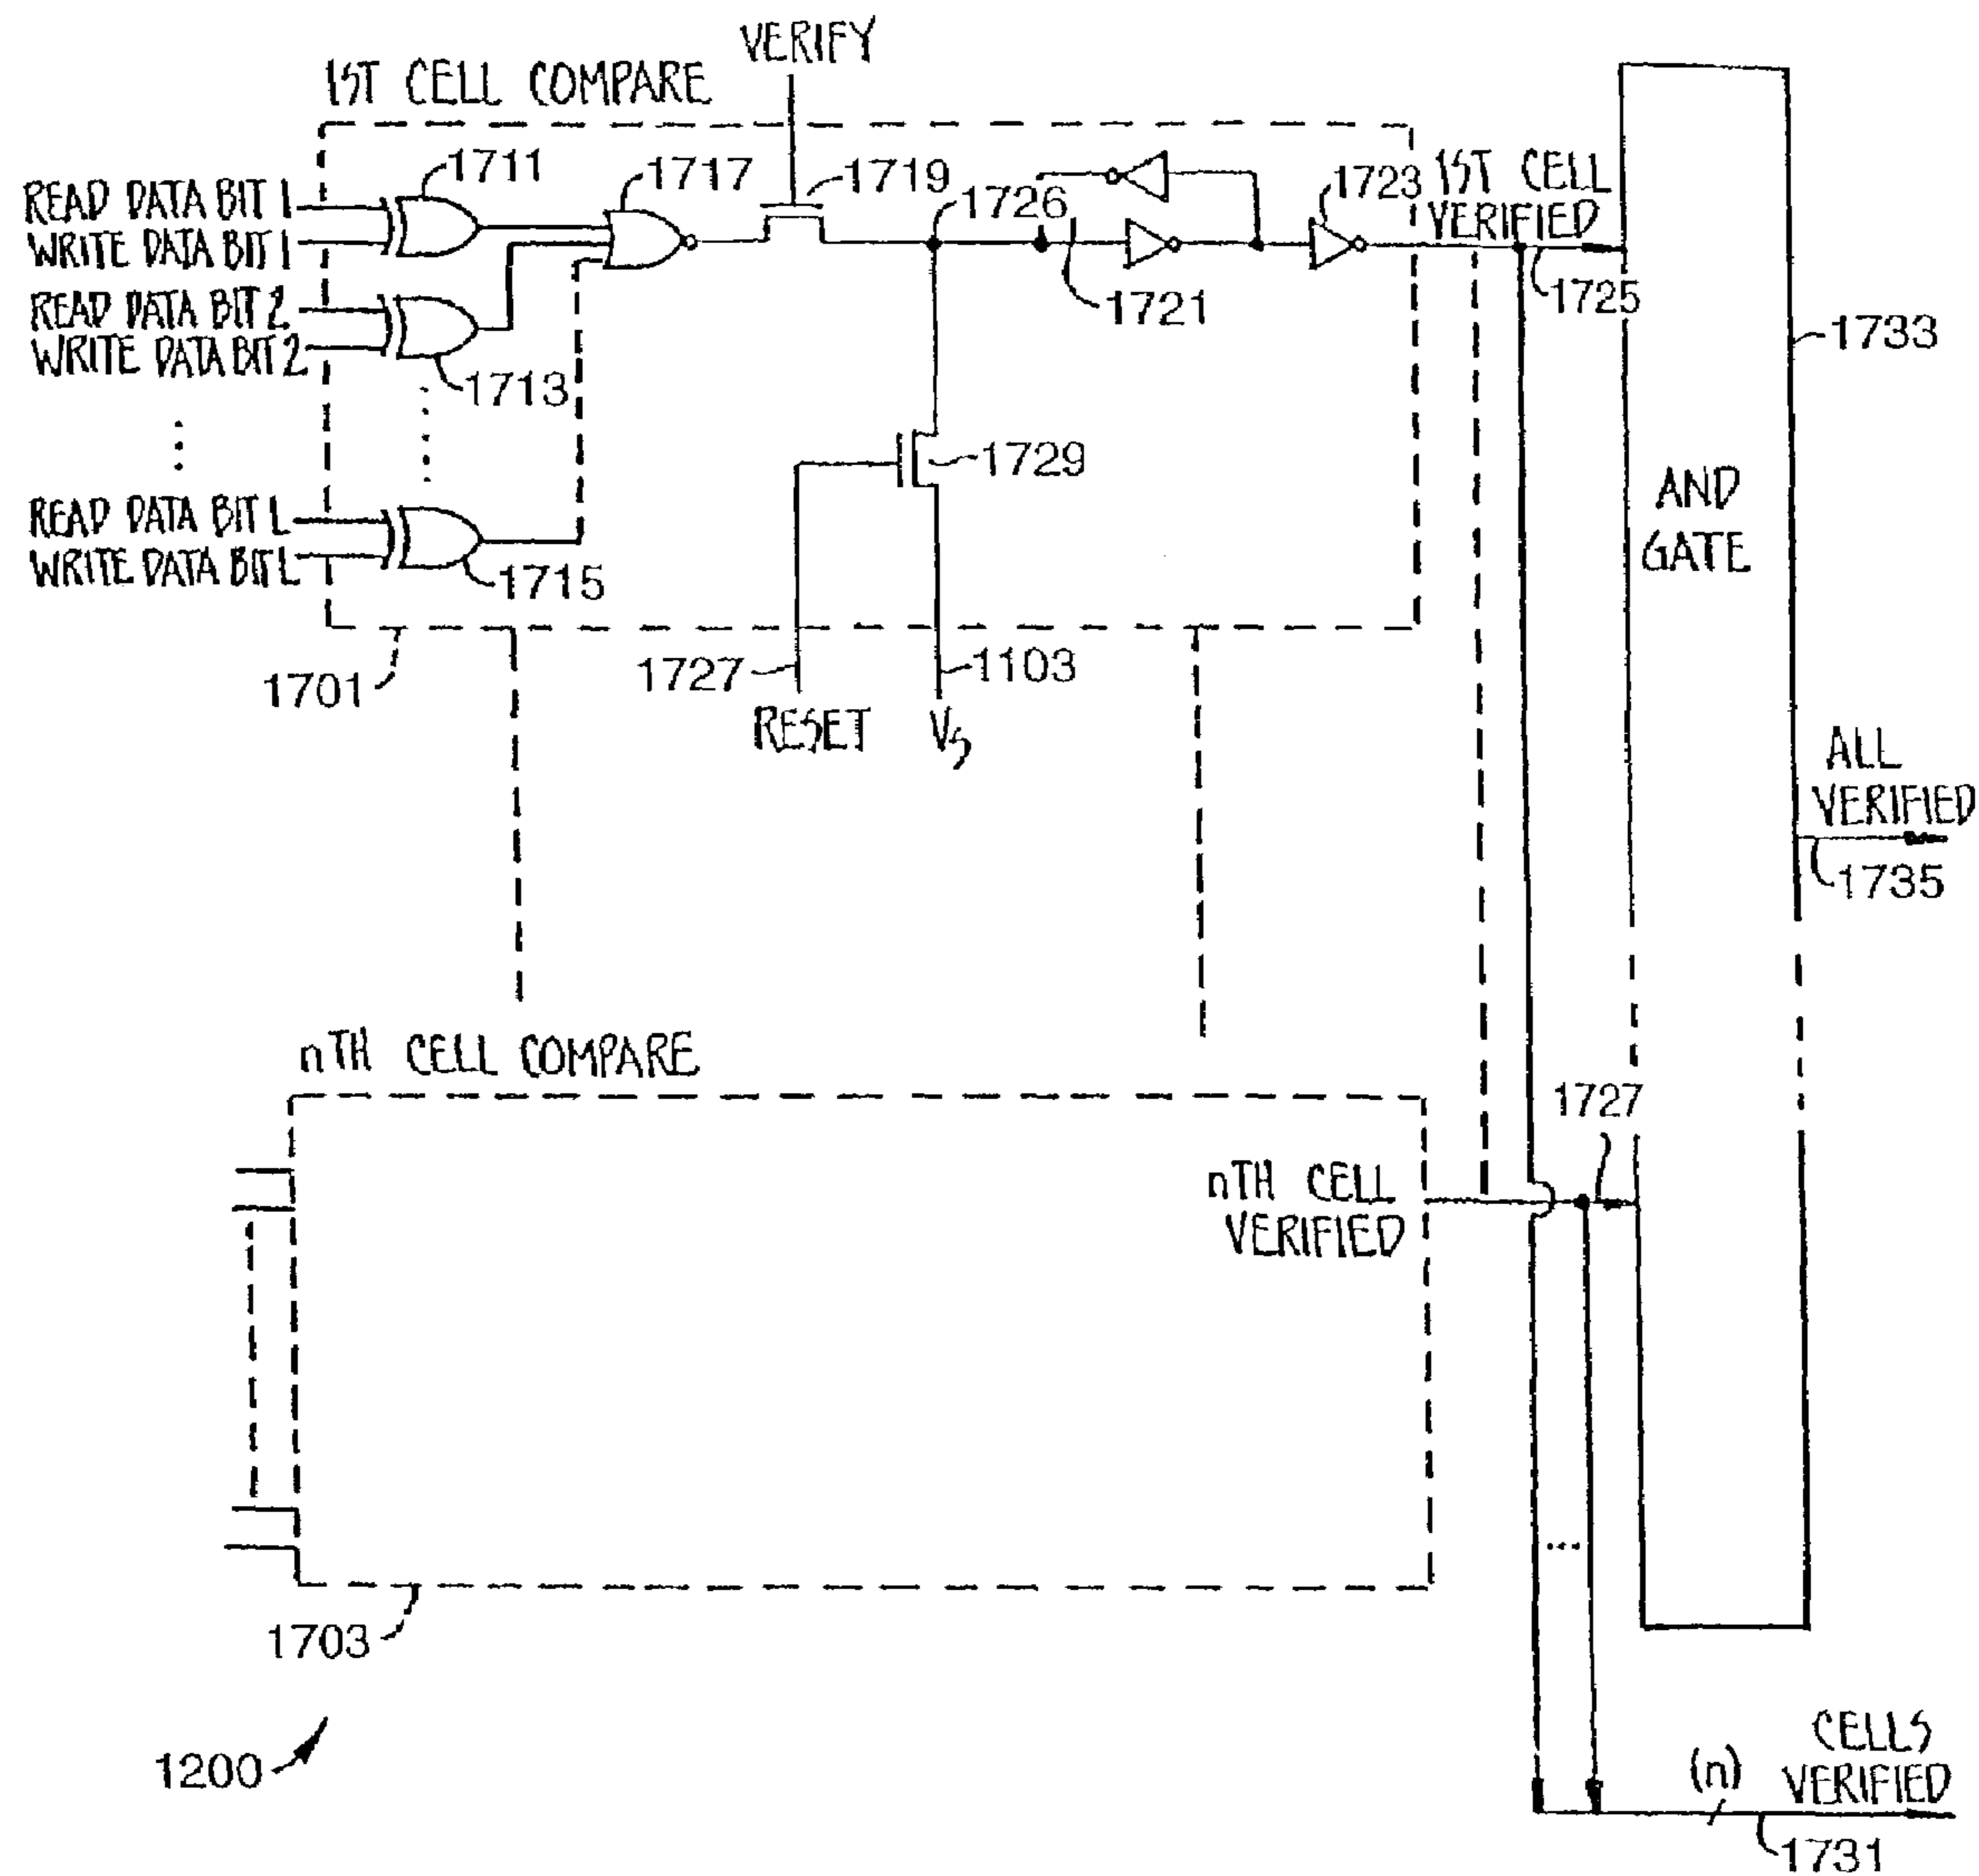 VERIFY
1ST CELL COMPARE
1711
1717
1719
1726
1723
1ST CELL
VERIFIED
READ DATA BIT 1
WRITE DATA BIT 1
READ DATA BIT 2
WRITE DATA BIT 2
1713
1721
1725
1733
1729
AND
GATE
READ DATA BIT L
WRITE DATA BIT L
1715
1701
1727
1103
RESET
VS
ALL
VERIFIED
1735
nTH CELL COMPARE
1727
nTH CELL
VERIFIED
1703
1200
(n)
CELLS
VERIFIED
1731